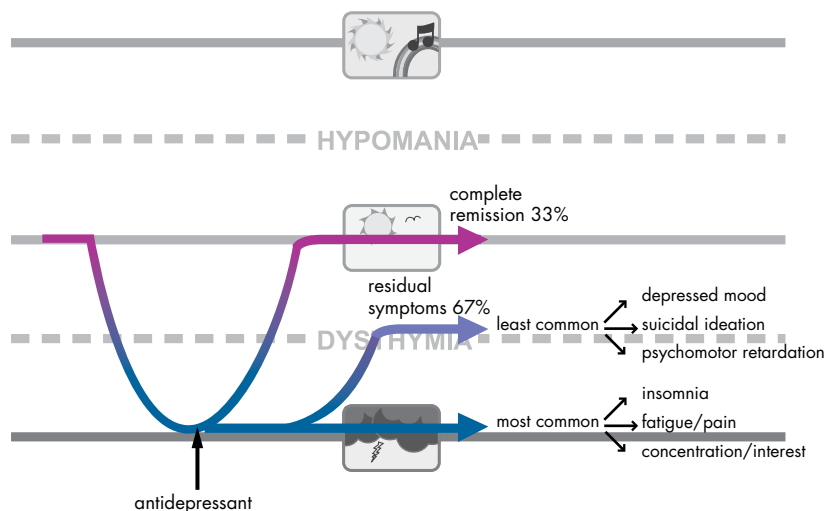 HYPOMANIA
complete
remission 33%
residual
symptoms 67%
DYSTHYMIA
least common
depressed mood
suicidal ideation
psychomotor retardation
most common
insomnia
fatigue/pain
concentration/interest
antidepressant